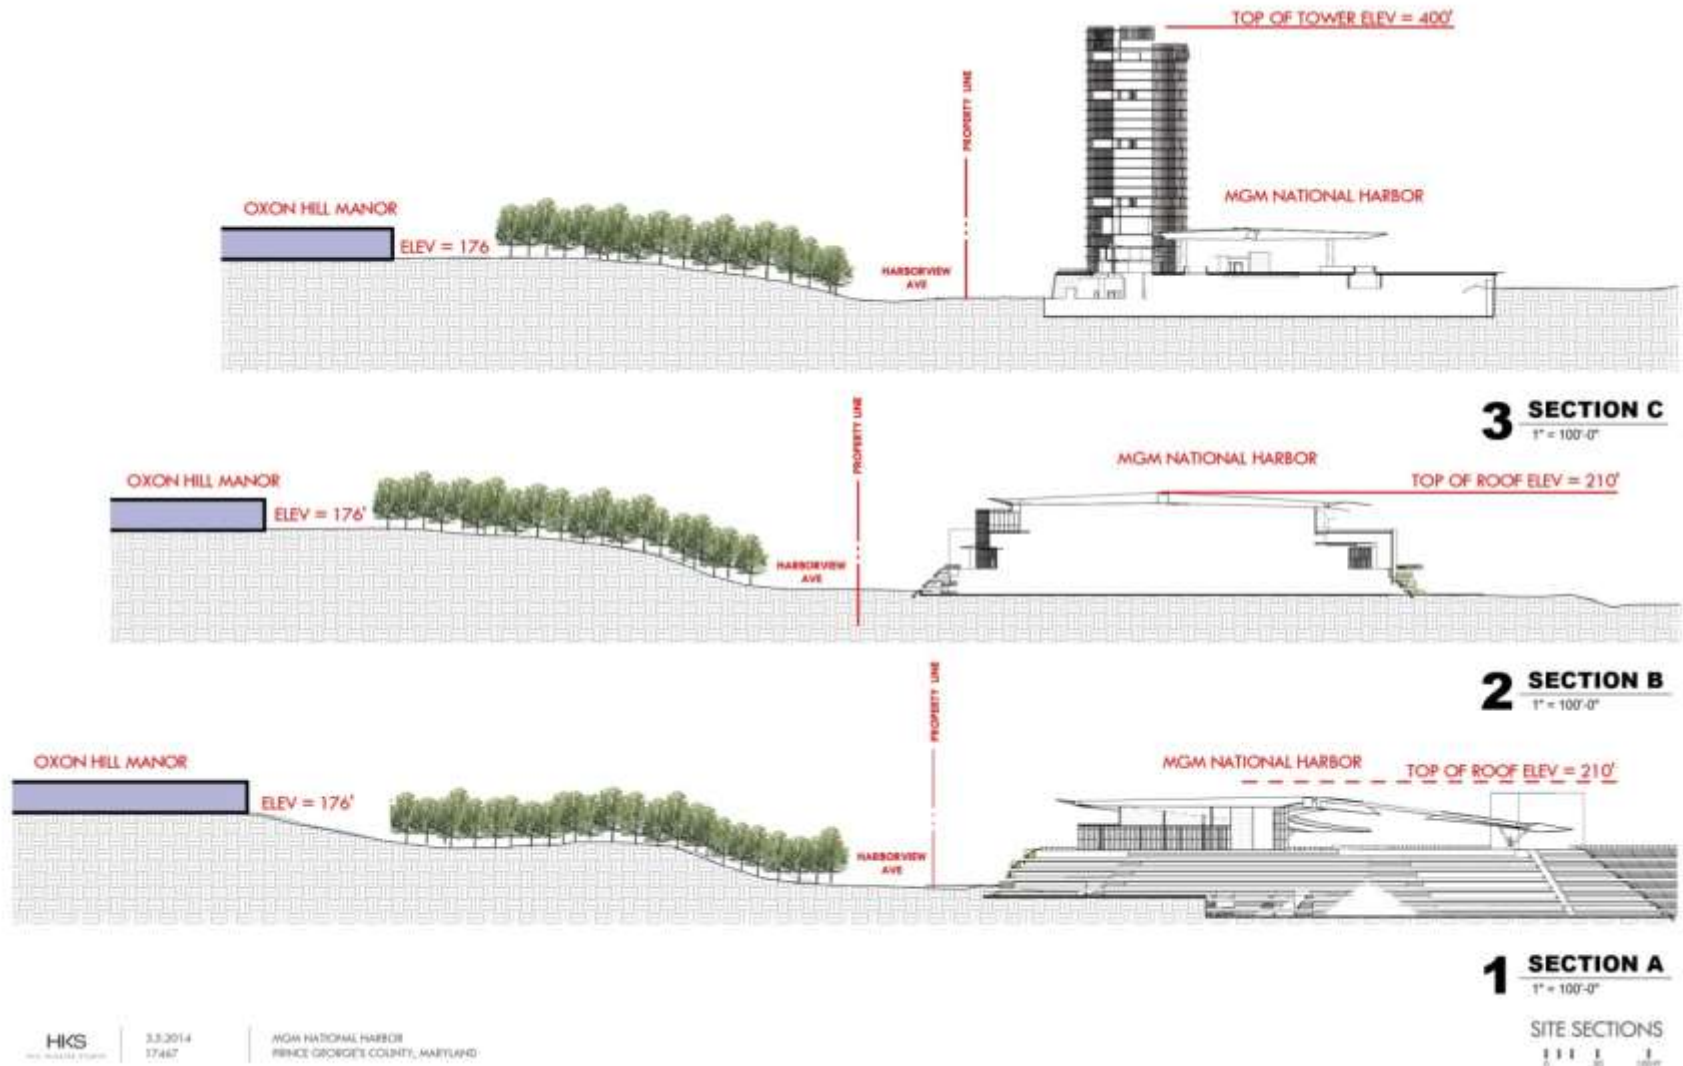 TOP OF TOWER ELEV = 400'
PROPERTY LINE
MGM NATIONAL HARBOR
OXON HILL MANOR
ELEV = 176
HARBORVIEW
AVE
3 SECTION C
1" = 100'-0"
PROPERTY LINE
MGM NATIONAL HARBOR
TOP OF ROOF ELEV = 210'
OXON HILL MANOR
ELEV = 176'
HARBORVIEW
AVE
2 SECTION B
1" = 100'-0"
PROPERTY LINE
OXON HILL MANOR
MGM NATIONAL HARBOR
TOP OF ROOF ELEV = 210'
ELEV = 176'
HARBORVIEW
AVE
1 SECTION A
1" = 100'-0"
SITE SECTIONS
HKS
MGM NATIONAL HARBOR
PRINCE GEORGE'S COUNTY, MARYLAND